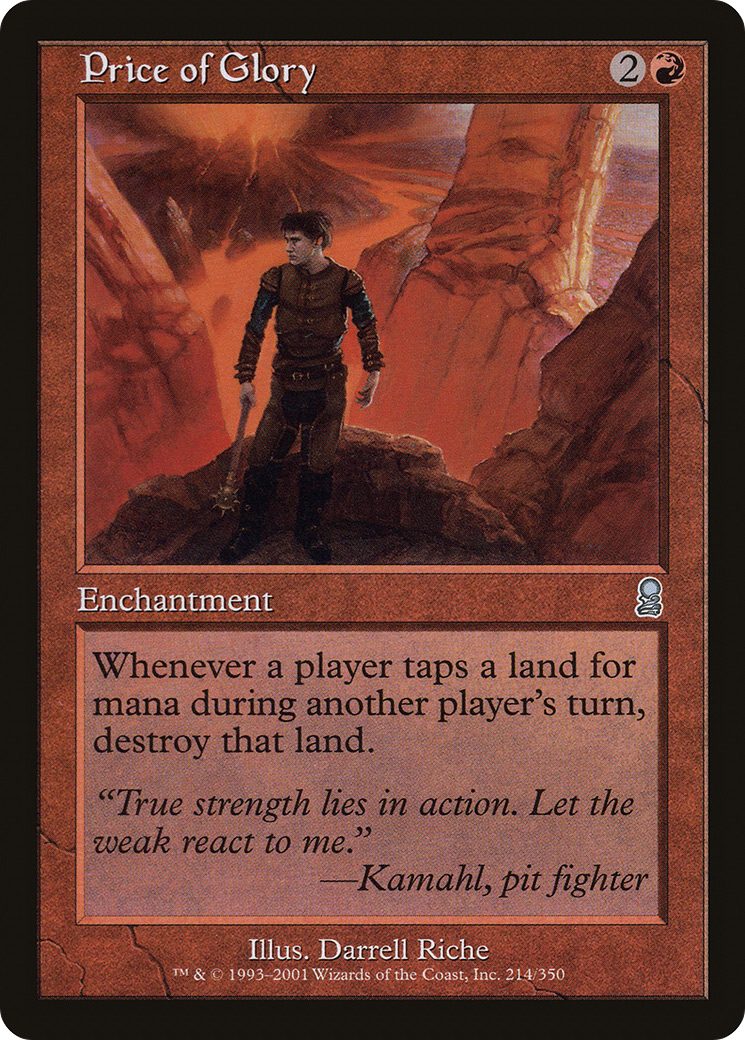 Price of Glory
2
Enchantment
Whenever a player taps a land for
mana during another player's turn,
destroy that land.
“True strength lies in action. Let the
weak react to me.”
—Kamahl, pit fighter
Illus. Darrell Riche
™ & © 1993–2001 Wizards of the Coast, Inc. 214/350